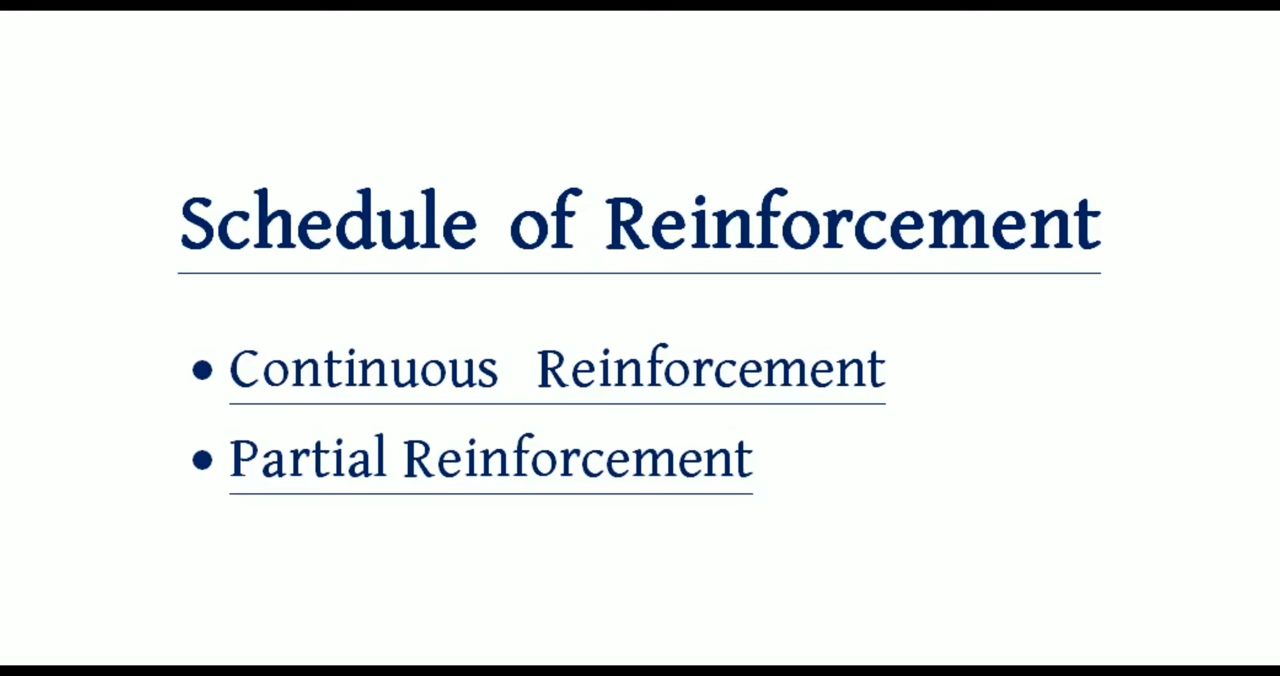 Schedule of Reinforcement
• Continuous Reinforcement
• Partial Reinforcement